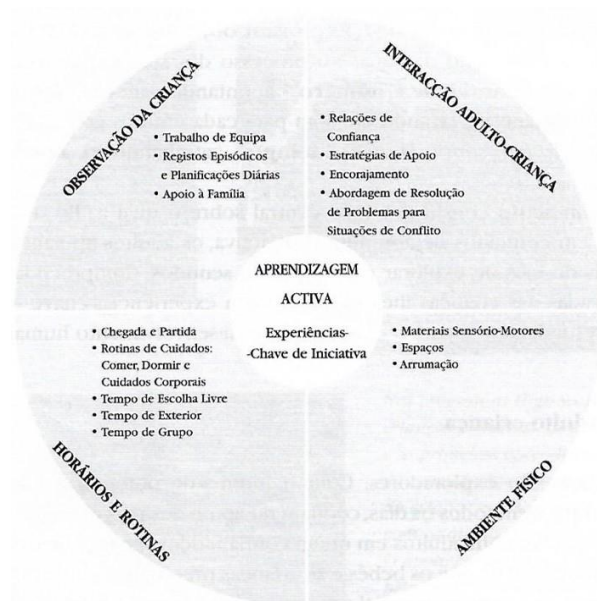 OBSERVAÇÃO DA CRIANÇA
• Trabalho de Equipa
• Registos Episódicos
e Planificações Diárias
• Apoio à Família
INTERACÇÃO ADULTO-CRIANÇA
• Relações de
Confiança
• Estratégias de Apoio
• Encorajamento
• Abordagem de Resolução
de Problemas para
Situações de Conflito
APRENDIZAGEM
ACTIVA
Experiências-
-Chave de Iniciativa
• Chegada e Partida
• Rotinas de Cuidados:
Comer, Dormir e
Cuidados Corporais
• Tempo de Escolha Livre
• Tempo de Exterior
• Tempo de Grupo
HORÁRIOS E ROTINAS
• Materiais Sensório-Motores
• Espaços
• Arrumação
AMBIENTE FÍSICO